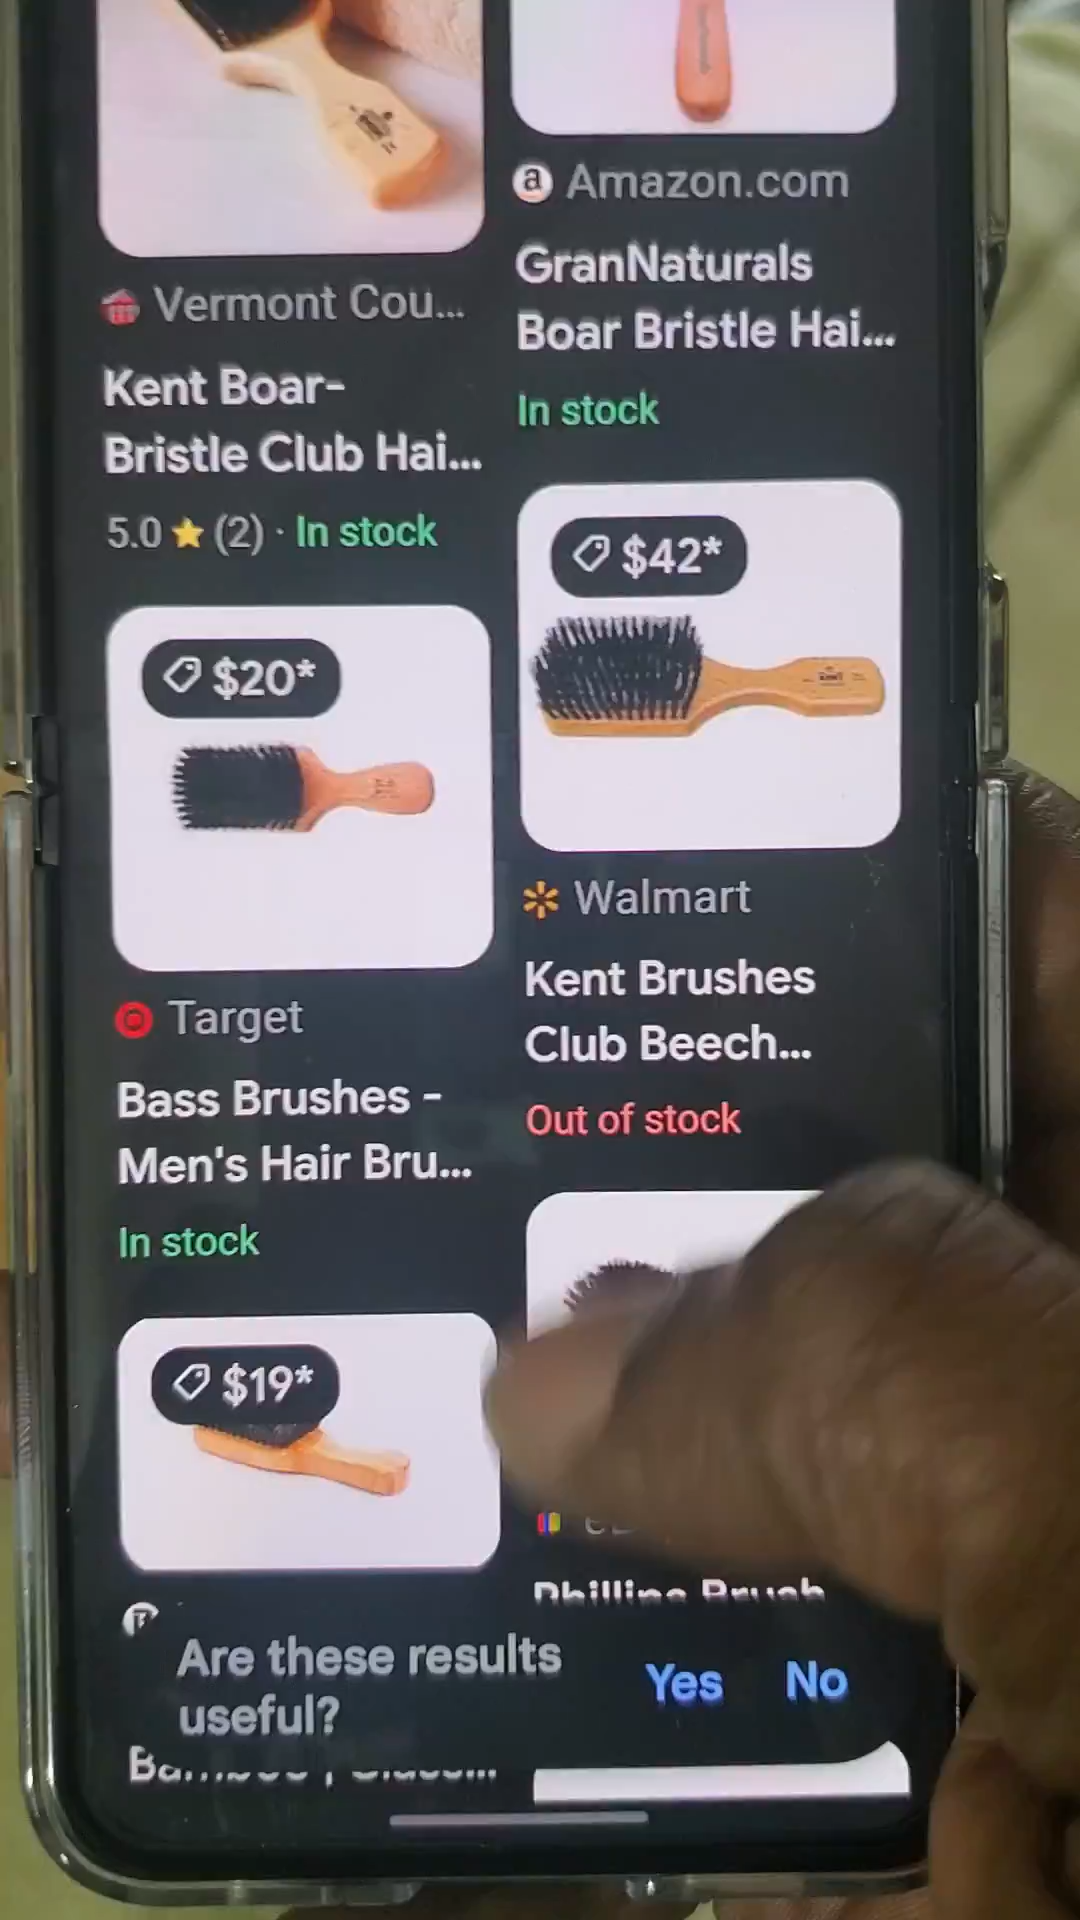 Vermont Cou...
Kent Boar-
Bristle Club Hai...
5.0 ★ (2) · In stock
$20*
Target
Bass Brushes -
Men's Hair Bru...
In stock
$19*
a Amazon.com
GranNaturals
Boar Bristle Hai...
In stock
$42*
KENT
Walmart
Kent Brushes
Club Beech...
Out of stock
Brush
Are these results
useful?
Yes No